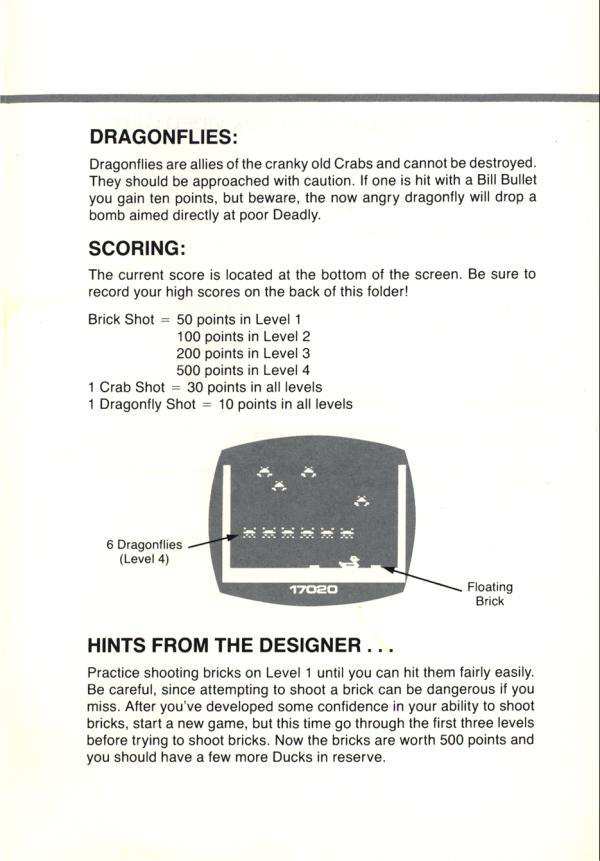 DRAGONFLIES:
Dragonflies are allies of the cranky old Crabs and cannot be destroyed.
They should be approached with caution. If one is hit with a Bill Bullet
you gain ten points, but beware, the now angry dragonfly will drop a
bomb aimed directly at poor Deadly.
SCORING:
The current score is located at the bottom of the screen. Be sure to
record your high scores on the back of this folder!
Brick Shot = 50 points in Level 1
100 points in Level 2
200 points in Level 3
500 points in Level 4
1 Crab Shot = 30 points in all levels
1 Dragonfly Shot = 10 points in all levels
6 Dragonflies
(Level 4)
17020
Floating
Brick
HINTS FROM THE DESIGNER . . .
Practice shooting bricks on Level 1 until you can hit them fairly easily.
Be careful, since attempting to shoot a brick can be dangerous if you
miss. After you've developed some confidence in your ability to shoot
bricks, start a new game, but this time go through the first three levels
before trying to shoot bricks. Now the bricks are worth 500 points and
you should have a few more Ducks in reserve.